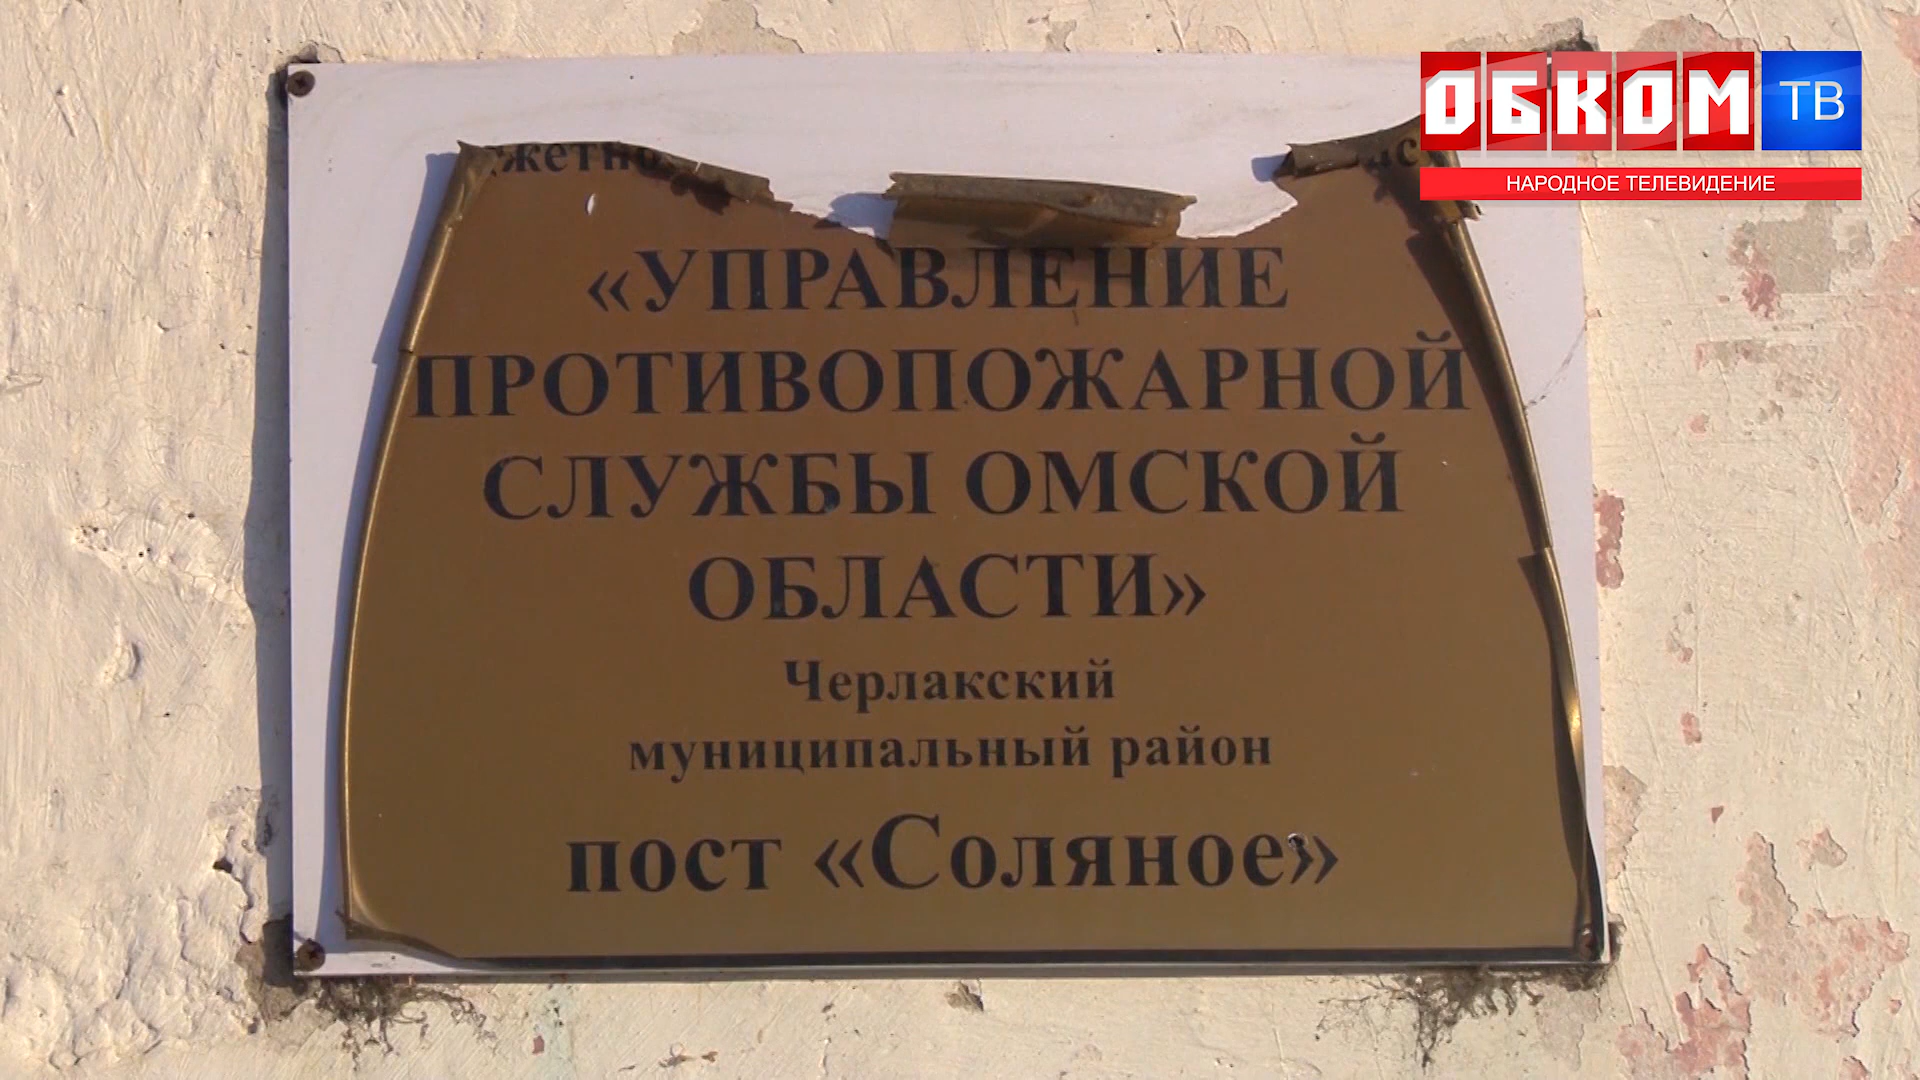 ОБКОМ ТВ
НАРОДНОЕ ТЕЛЕВИДЕНИЕ
«УПРАВЛЕНИЕ
ПРОТИВОПОЖАРНОЙ
СЛУЖБЫ ОМСКОЙ
ОБЛАСТИ»
Черлакский
муниципальный район
пост «Соляное»